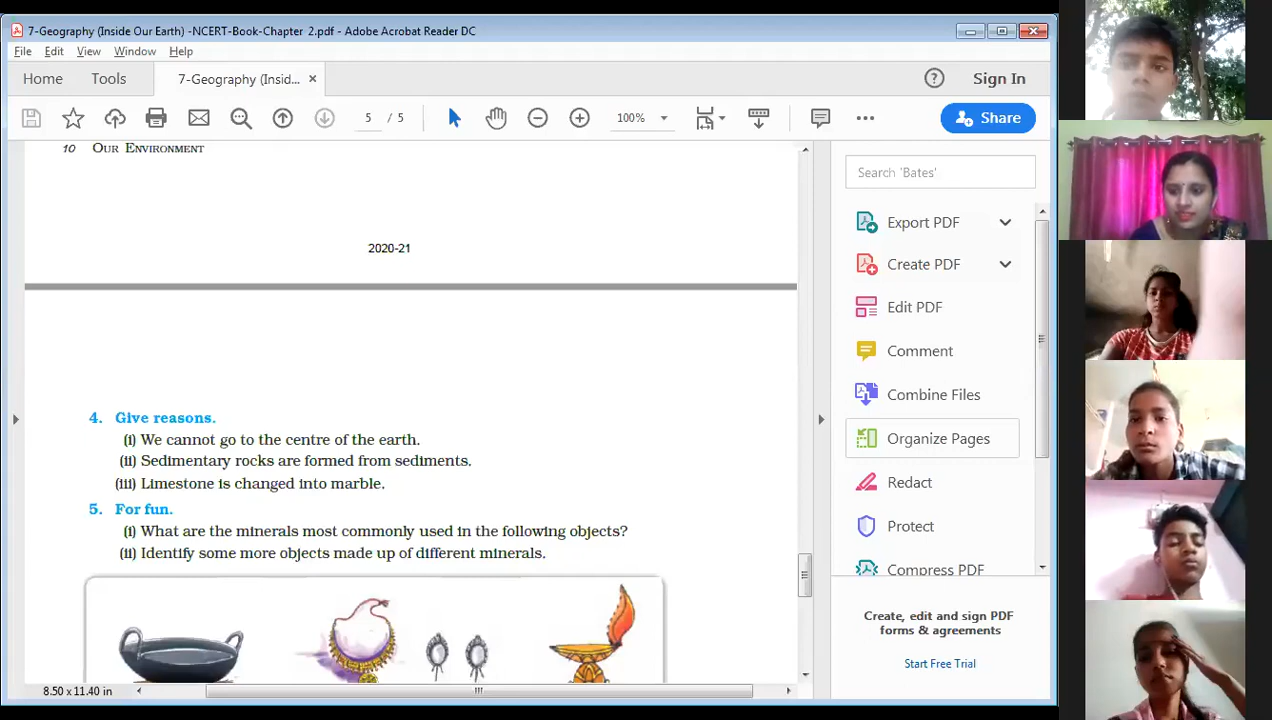 7-Geography (Inside Our Earth) -NCERT-Book-Chapter 2.pdf - Adobe Acrobat Reader DC
File Edit View Window Help
Home Tools 7-Geography (Insid... × Sign In
5 / 5 100% Share
10 OUR ENVIRONMENT
2020-21
4. Give reasons.
(i) We cannot go to the centre of the earth.
(ii) Sedimentary rocks are formed from sediments.
(iii) Limestone is changed into marble.
5. For fun.
(i) What are the minerals most commonly used in the following objects?
(ii) Identify some more objects made up of different minerals.
8.50 x 11.40 in
Search 'Bates'
Export PDF
Create PDF
Edit PDF
Comment
Combine Files
Organize Pages
Redact
Protect
Compress PDF
Create, edit and sign PDF
forms & agreements
Start Free Trial